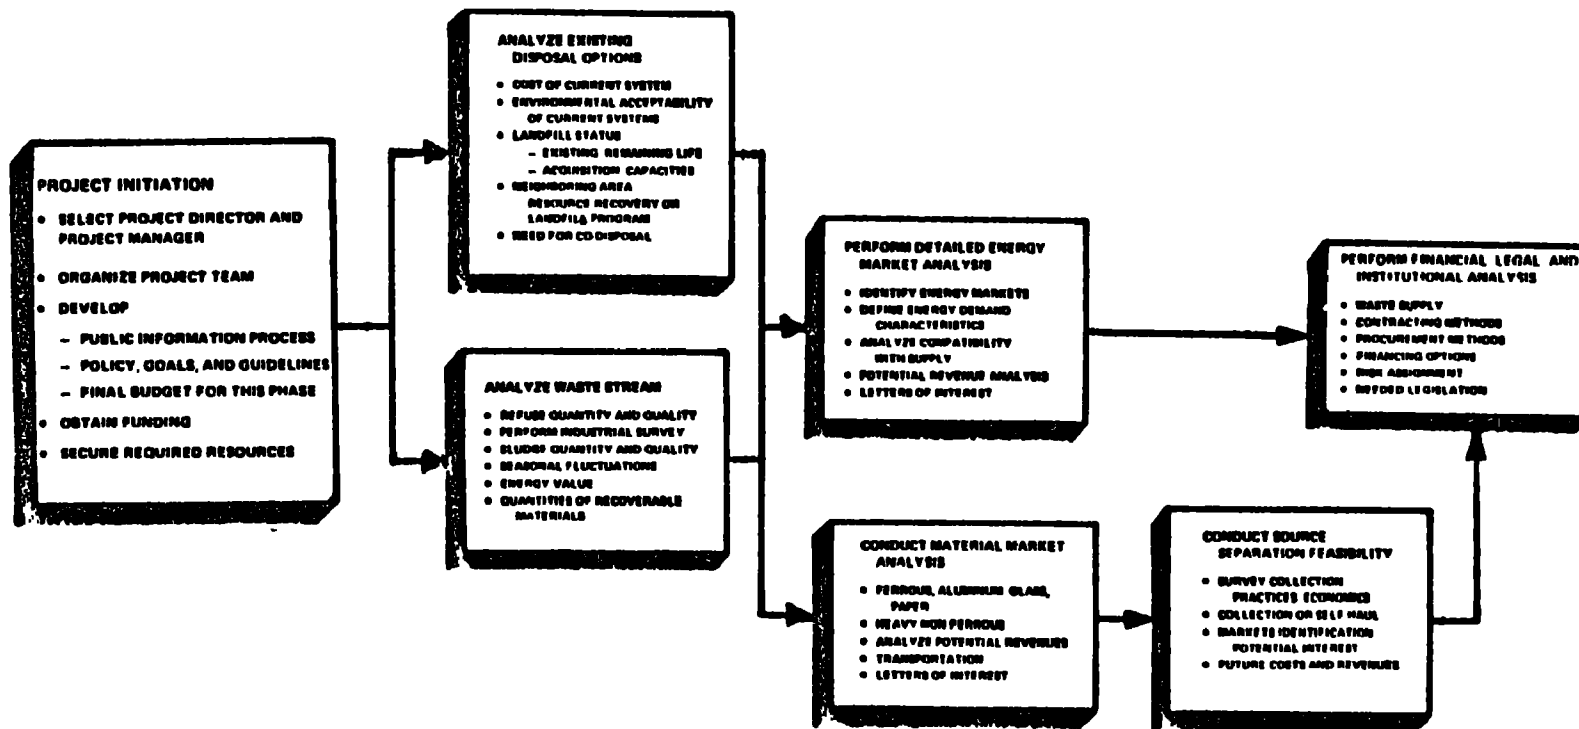 PROJECT INITIATION
• SELECT PROJECT DIRECTOR AND
PROJECT MANAGER
• ORGANIZE PROJECT TEAM
• DEVELOP
– PUBLIC INFORMATION PROCESS
– POLICY, GOALS, AND GUIDELINES
– FINAL BUDGET FOR THIS PHASE
• OBTAIN FUNDING
• SECURE REQUIRED RESOURCES
ANALYZE EXISTING
DISPOSAL OPTIONS
• COST OF CURRENT SYSTEM
• ENVIRONMENTAL ACCEPTABILITY
OF CURRENT SYSTEMS
• LANDFILL STATUS
– EXISTING REMAINING LIFE
– ACQUISITION CAPACITIES
• NEIGHBORING AREA
RESOURCE RECOVERY OR
LANDFILL PROGRAM
• NEED FOR CO-DISPOSAL
ANALYZE WASTE STREAM
• REFUSE QUANTITY AND QUALITY
• PERFORM INDUSTRIAL SURVEY
• SLUDGE QUANTITY AND QUALITY
• SEASONAL FLUCTUATIONS
• ENERGY VALUE
• QUANTITIES OF RECOVERABLE
MATERIALS
PERFORM DETAILED ENERGY
MARKET ANALYSIS
• IDENTIFY ENERGY MARKETS
• DEFINE ENERGY DEMAND
CHARACTERISTICS
• ANALYZE COMPATIBILITY
WITH SUPPLY
• POTENTIAL REVENUE ANALYSIS
• LETTERS OF INTEREST
CONDUCT MATERIAL MARKET
ANALYSIS
• FERROUS, ALUMINUM GLASS,
PAPER
• HEAVY NON FERROUS
• ANALYZE POTENTIAL REVENUES
• TRANSPORTATION
• LETTERS OF INTEREST
CONDUCT SOURCE
SEPARATION FEASIBILITY
• SURVEY COLLECTION
PRACTICES ECONOMICS
• COLLECTION OR SELF HAUL
• MARKETS IDENTIFICATION
POTENTIAL INTEREST
• FUTURE COSTS AND REVENUES
PERFORM FINANCIAL LEGAL AND
INSTITUTIONAL ANALYSIS
• WASTE SUPPLY
• CONTRACTING METHODS
• PROCUREMENT METHODS
• FINANCING OPTIONS
• RISK ASSIGNMENT
• NEEDED LEGISLATION